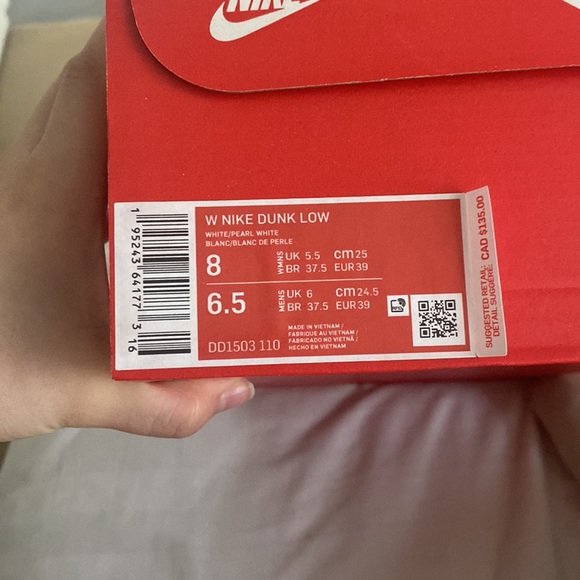 NIKE
W NIKE DUNK LOW
WHITE/PEARL WHITE
BLANC/BLANC DE PERLE
8 WMNS UK 5.5 cm 25
BR 37.5 EUR 39
6.5 MENS UK 6 cm 24.5
BR 37.5 EUR 39
DD1503 110
MADE IN VIETNAM /
FABRIQUE AU VIETNAM /
FABRICADO NO VIETNÃ /
HECHO EN VIETNAM
1 95243 64177 3 16
SUGGESTED RETAIL: CAD $135.00
DÉTAIL SUGGÉRÉ: